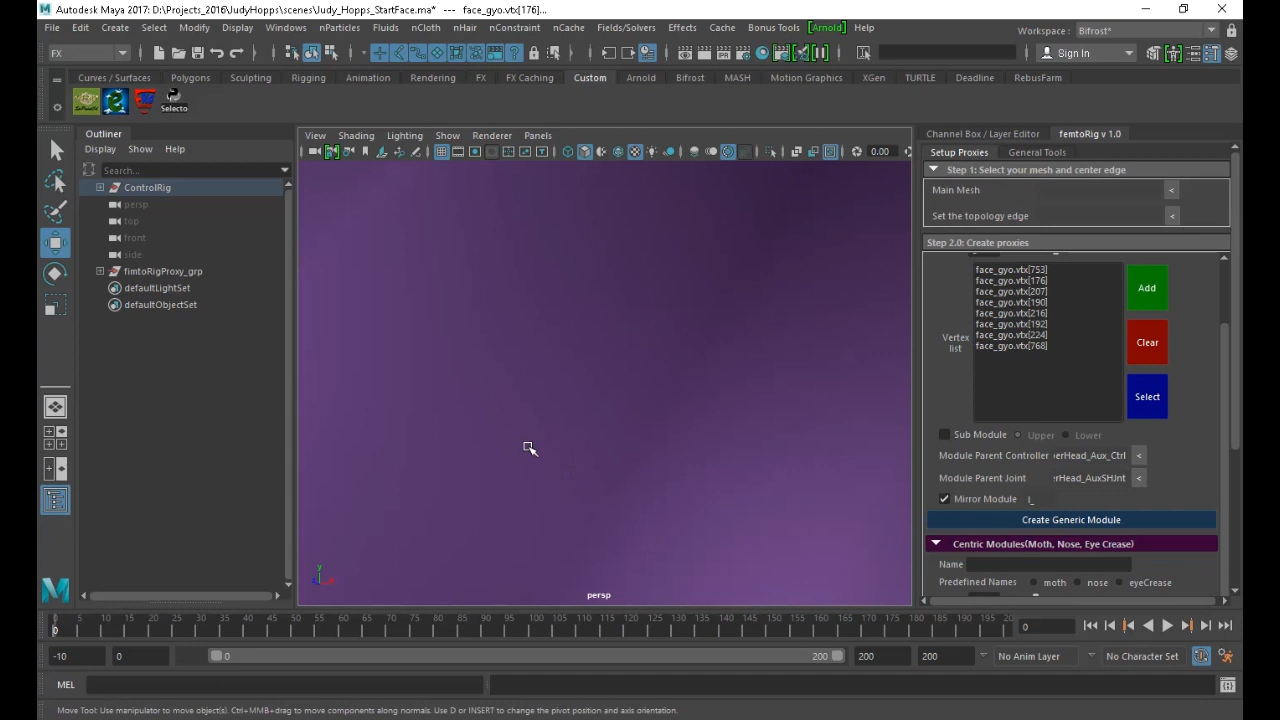 Autodesk Maya 2017: D:\Projects_2016\JudyHopps\scenes\Judy_Hopps_StartFace.ma* --- face_gyo.vtx[176]...
File Edit Create Select Modify Display Windows nParticles Fluids nCloth nHair nConstraint nCache Fields/Solvers Effects Cache Bonus Tools [Arnold] Help
Workspace: Bifrost*
FX Sign In
Curves / Surfaces Polygons Sculpting Rigging Animation Rendering FX FX Caching Custom Arnold Bifrost MASH Motion Graphics XGen TURTLE Deadline RebusFarm
Selecto
Outliner
Display Show Help
Search...
ControlRig
persp
top
front
side
fimtoRigProxy_grp
defaultLightSet
defaultObjectSet
View Shading Lighting Show Renderer Panels
0.00
persp
Channel Box / Layer Editor femtoRig v 1.0
Setup Proxies General Tools
Step 1: Select your mesh and center edge
Main Mesh <
Set the topology edge <
Step 2.0: Create proxies
face_gyo.vtx[753]
face_gyo.vtx[176]
face_gyo.vtx[207]
face_gyo.vtx[190]
face_gyo.vtx[216]
face_gyo.vtx[192]
face_gyo.vtx[224]
face_gyo.vtx[768]
Vertex list
Add
Clear
Select
Sub Module Upper Lower
Module Parent Controller erHead_Aux_Ctrl <
Module Parent Joint erHead_AuxSHJnt <
Mirror Module l_
Create Generic Module
Centric Modules(Moth, Nose, Eye Crease)
Name
Predefined Names moth nose eyeCrease
0 5 10 15 20 25 30 35 40 45 50 55 60 65 70 75 80 85 90 95 100 105 110 115 120 125 130 135 140 145 150 155 160 165 170 175 180 185 190 195 20
0 0
-10 0 0 200 200 200 No Anim Layer No Character Set
MEL
Move Tool: Use manipulator to move object(s). Ctrl+MMB+drag to move components along normals. Use D or INSERT to change the pivot position and axis orientation.